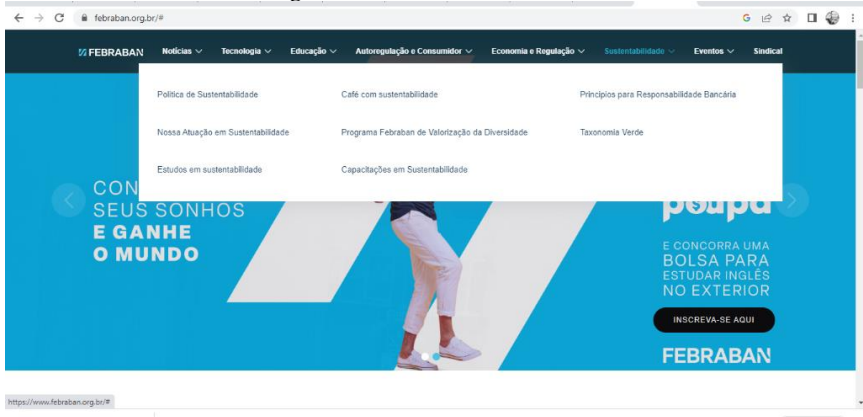 febraban.org.br/#
FEBRABAN Notícias Tecnologia Educação Autoregulação e Consumidor Economia e Regulação Sustentabilidade Eventos Sindical
Política de Sustentabilidade Café com sustentabilidade Princípios para Responsabilidade Bancária
Nossa Atuação em Sustentabilidade Programa Febraban de Valorização da Diversidade Taxonomia Verde
Estudos em sustentabilidade Capacitações em Sustentabilidade
CON
SEUS SONHOS
E GANHE
O MUNDO
poupa
E CONCORRA UMA
BOLSA PARA
ESTUDAR INGLÊS
NO EXTERIOR
INSCREVA-SE AQUI
FEBRABAN
https://www.febraban.org.br/#